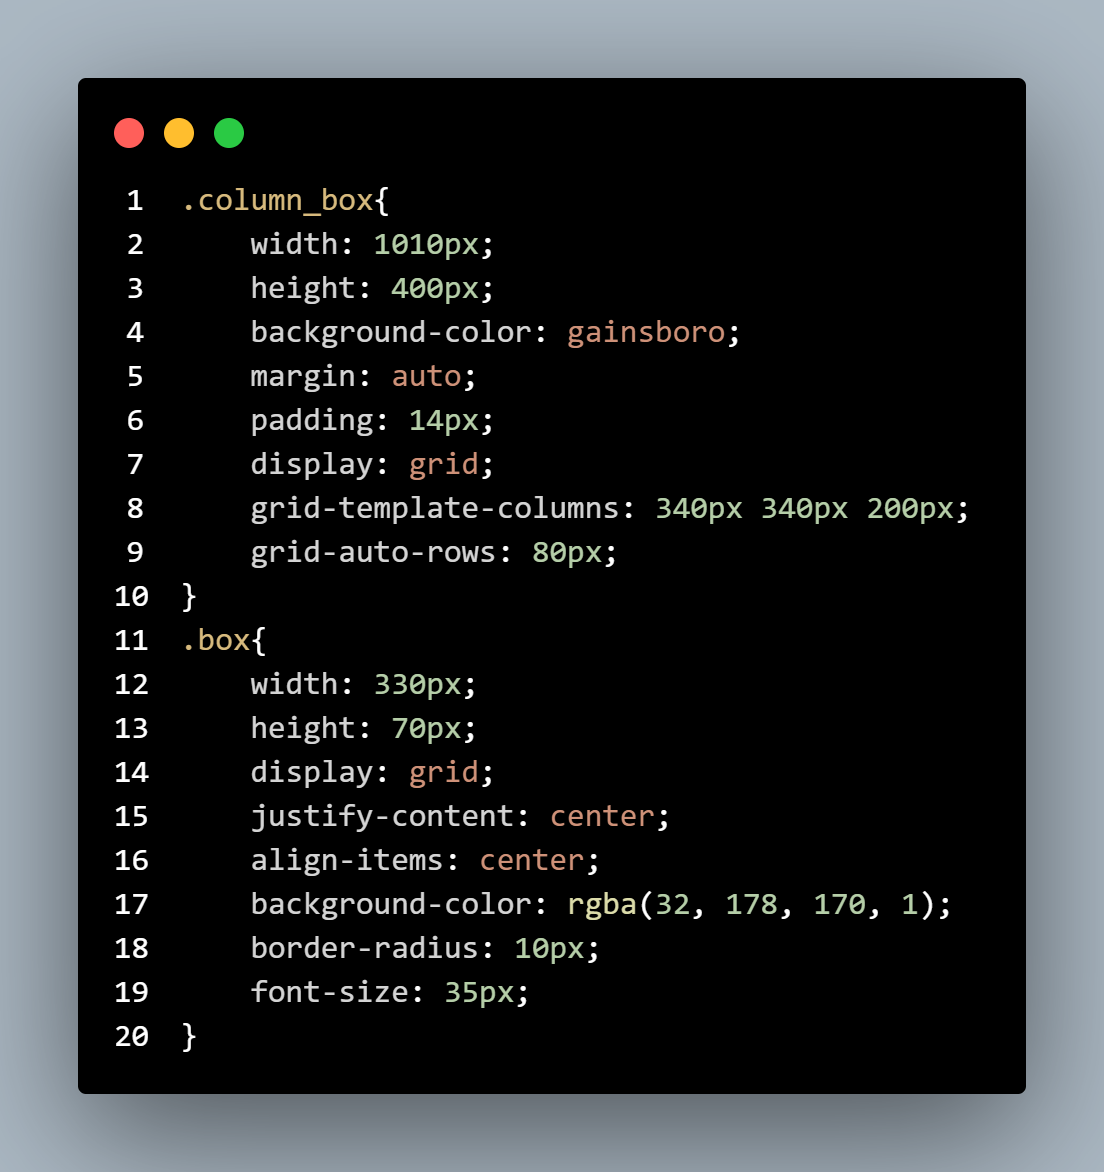 1 .column_box{
2     width: 1010px;
3     height: 400px;
4     background-color: gainsboro;
5     margin: auto;
6     padding: 14px;
7     display: grid;
8     grid-template-columns: 340px 340px 200px;
9     grid-auto-rows: 80px;
10 }
11 .box{
12     width: 330px;
13     height: 70px;
14     display: grid;
15     justify-content: center;
16     align-items: center;
17     background-color: rgba(32, 178, 170, 1);
18     border-radius: 10px;
19     font-size: 35px;
20 }